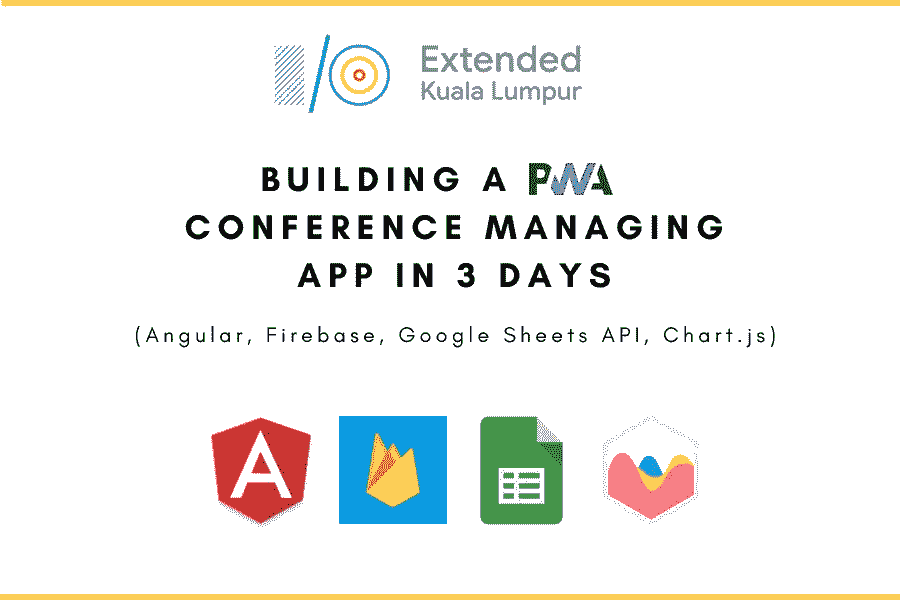 I/O Extended
Kuala Lumpur
BUILDING A PWA
CONFERENCE MANAGING
APP IN 3 DAYS
(Angular, Firebase, Google Sheets API, Chart.js)
A